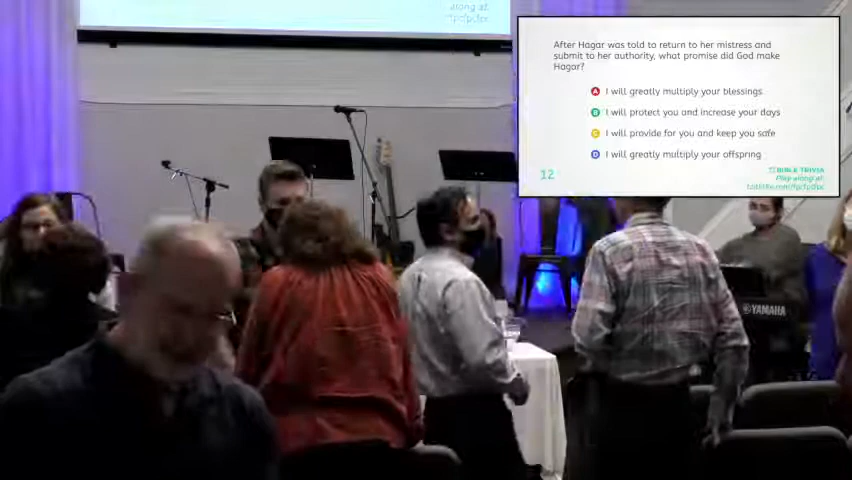 along at
After Hagar was told to return to her mistress and
submit to her authority, what promise did God make
Hagar?
A I will greatly multiply your blessings
B I will protect you and increase your days
C I will provide for you and keep you safe
D I will greatly multiply your offspring
12
BIBLE TRIVIA
Play along at:
YAMAHA